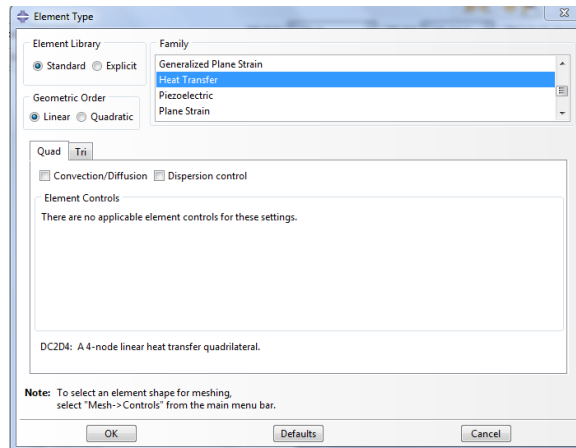 Element Type
Element Library
Standard Explicit
Geometric Order
Linear Quadratic
Family
Generalized Plane Strain
Heat Transfer
Piezoelectric
Plane Strain
Quad Tri
Convection/Diffusion Dispersion control
Element Controls
There are no applicable element controls for these settings.
DC2D4: A 4-node linear heat transfer quadrilateral.
Note: To select an element shape for meshing,
select "Mesh->Controls" from the main menu bar.
OK Defaults Cancel